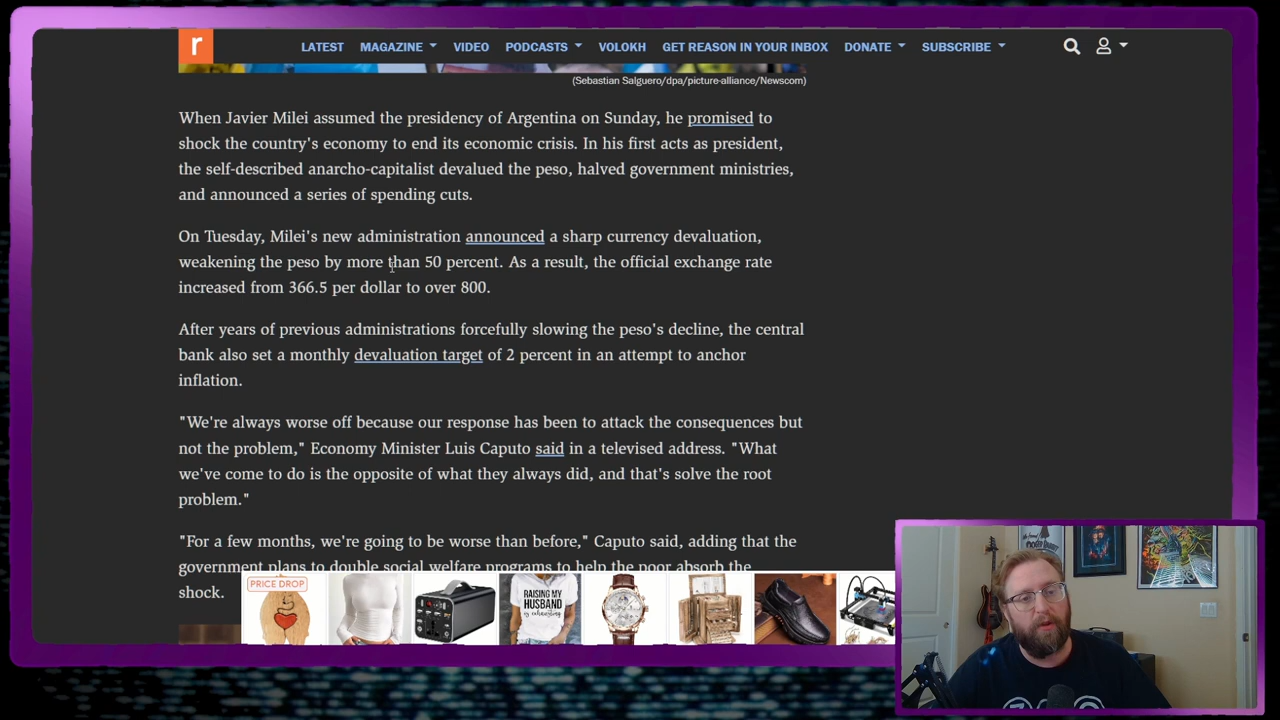 r
LATEST MAGAZINE VIDEO PODCASTS VOLOKH GET REASON IN YOUR INBOX DONATE SUBSCRIBE
(Sebastian Salguero/dpa/picture-alliance/Newscom)
When Javier Milei assumed the presidency of Argentina on Sunday, he promised to
shock the country's economy to end its economic crisis. In his first acts as president,
the self-described anarcho-capitalist devalued the peso, halved government ministries,
and announced a series of spending cuts.
On Tuesday, Milei's new administration announced a sharp currency devaluation,
weakening the peso by more than 50 percent. As a result, the official exchange rate
increased from 366.5 per dollar to over 800.
After years of previous administrations forcefully slowing the peso's decline, the central
bank also set a monthly devaluation target of 2 percent in an attempt to anchor
inflation.
"We're always worse off because our response has been to attack the consequences but
not the problem," Economy Minister Luis Caputo said in a televised address. "What
we've come to do is the opposite of what they always did, and that's solve the root
problem."
"For a few months, we're going to be worse than before," Caputo said, adding that the
government plans to double social welfare programs to help the poor absorb the
shock.
PRICE DROP
RAISING MY
HUSBAND
is exhausting